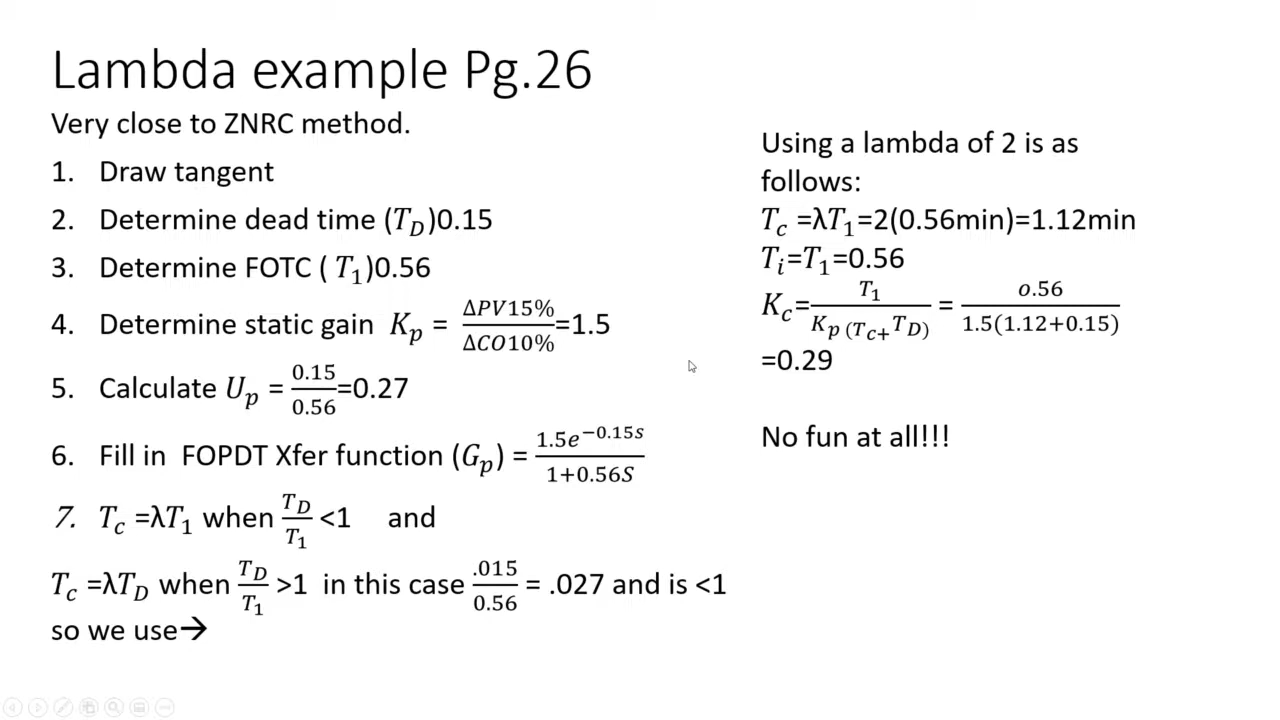 Lambda example Pg.26
Very close to ZNRC method.
1. Draw tangent
2. Determine dead time (T_D)0.15
3. Determine FOTC ( T_1)0.56
4. Determine static gain K_p = ΔPV15%/ΔCO10% =1.5
5. Calculate U_p = 0.15/0.56=0.27
6. Fill in FOPDT Xfer function (G_p) = 1.5e^−0.15s/1+0.56S
7. T_c =λT_1 when T_D/T_1 <1 and
T_c =λT_D when T_D/T_1 >1 in this case .015/0.56 = .027 and is <1
so we use→
Using a lambda of 2 is as
follows:
T_c =λT_1=2(0.56min)=1.12min
T_i=T_1=0.56
K_c=T_1/K_p (T_c+T_D) = o.56/1.5(1.12+0.15)
=0.29
No fun at all!!!